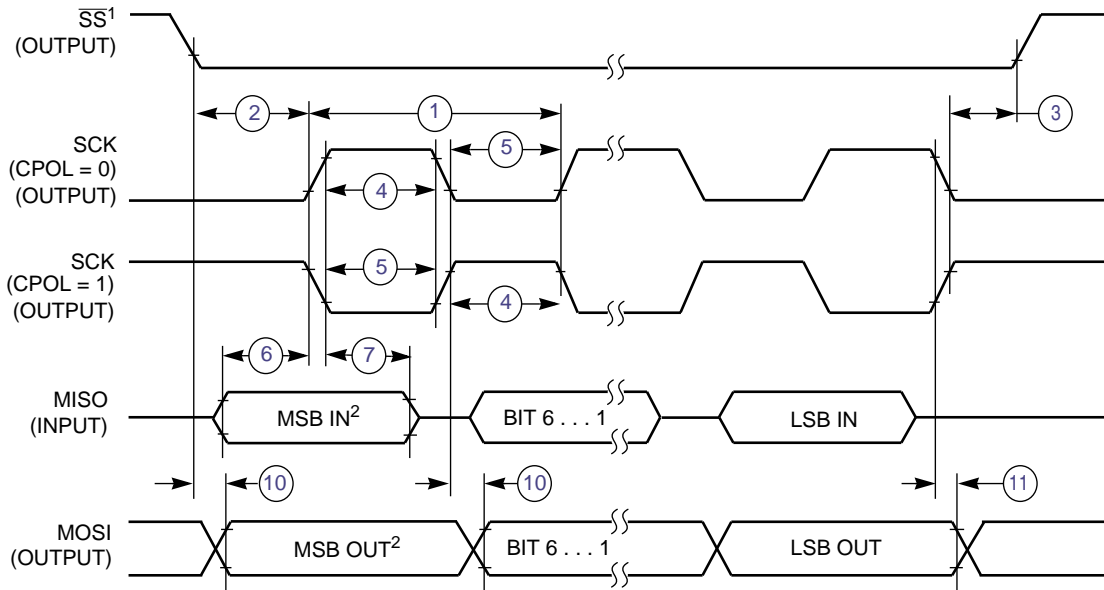 SS¹
(OUTPUT)
2
1
3
SCK
(CPOL = 0)
(OUTPUT)
5
4
SCK
(CPOL = 1)
(OUTPUT)
5
4
6
7
MISO
(INPUT)
MSB IN²
BIT 6 . . . 1
LSB IN
10
10
11
MOSI
(OUTPUT)
MSB OUT²
BIT 6 . . . 1
LSB OUT